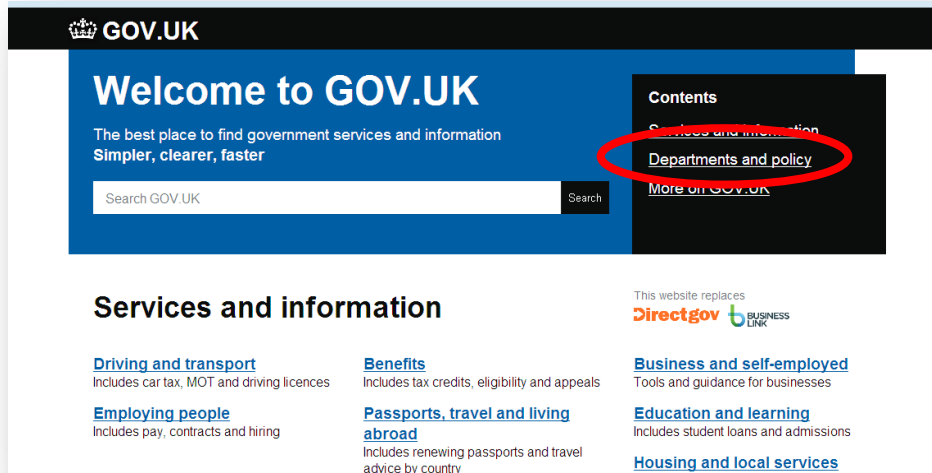 GOV.UK
Welcome to GOV.UK
The best place to find government services and information
Simpler, clearer, faster
Search GOV.UK
Search
Contents
Services and information
Departments and policy
More on GOV.UK
Services and information
This website replaces
Directgov
BUSINESS
LINK
Driving and transport
Includes car tax, MOT and driving licences
Employing people
Includes pay, contracts and hiring
Benefits
Includes tax credits, eligibility and appeals
Passports, travel and living
abroad
Includes renewing passports and travel
advice by country
Business and self-employed
Tools and guidance for businesses
Education and learning
Includes student loans and admissions
Housing and local services